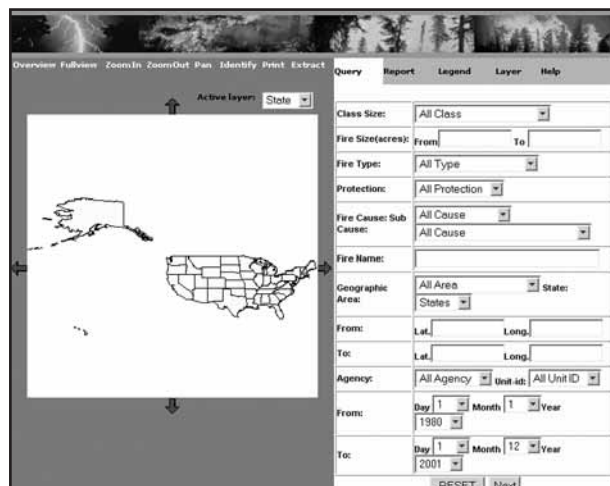 Overview Fullview ZoomIn ZoomOut Pan Identify Print Extract
Active layer: State
Query Report Legend Layer Help
Class Size: All Class
Fire Size(acres): From To
Fire Type: All Type
Protection: All Protection
Fire Cause: Sub Cause: All Cause
All Cause
Fire Name:
Geographic Area: All Area State:
States
From: Lat. Long.
To: Lat. Long.
Agency: All Agency Unit-id: All Unit ID
From: Day 1 Month 1 Year
1980
To: Day 1 Month 12 Year
2001
RESET Next